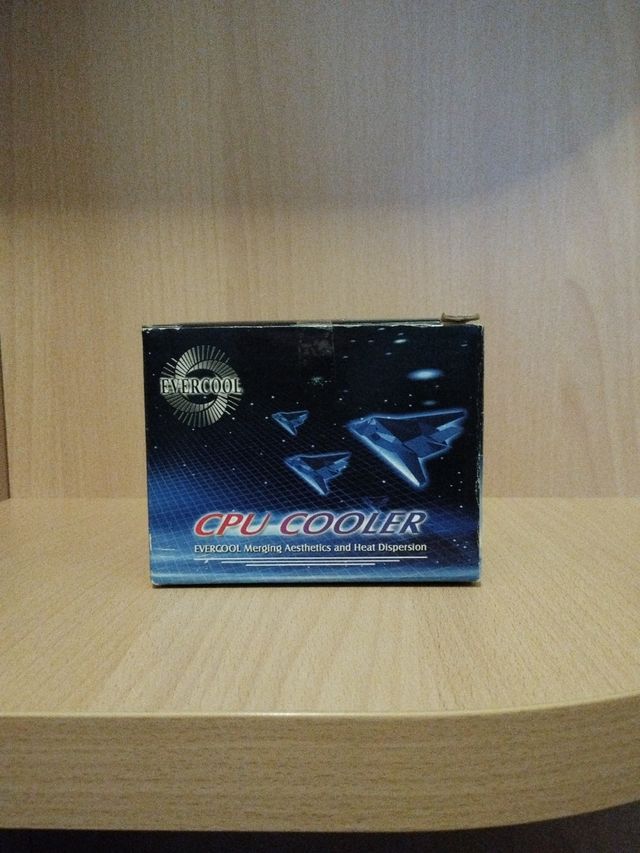 EVERCOOL
CPU COOLER
EVERCOOL Merging Aesthetics and Heat Dispersion